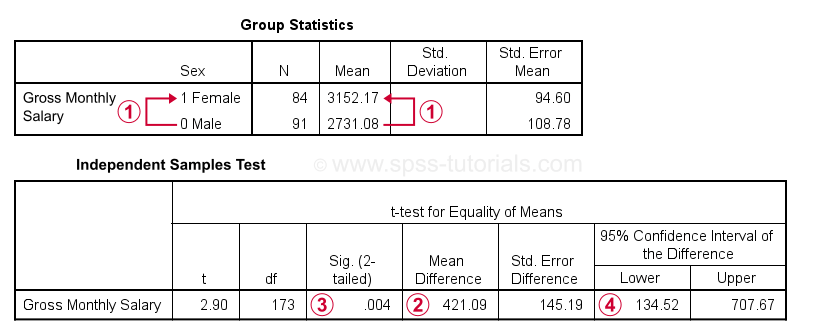 Group Statistics
Sex N Mean Std. Deviation Std. Error Mean
Gross Monthly Salary 1 Female 84 3152.17 94.60
1 1
0 Male 91 2731.08 108.78
Independent Samples Test © www.spss-tutorials.com
t-test for Equality of Means
95% Confidence Interval of the Difference
t df Sig. (2-tailed) Mean Difference Std. Error Difference Lower Upper
Gross Monthly Salary 2.90 173 3 .004 2 421.09 145.19 4 134.52 707.67